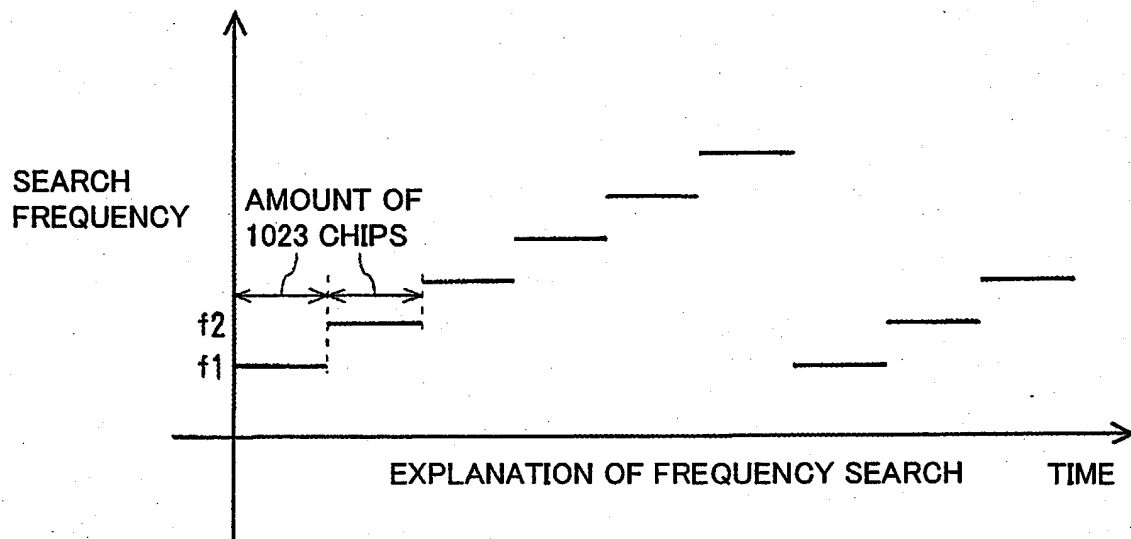 SEARCH
FREQUENCY
AMOUNT OF
1023 CHIPS
f2
f1
EXPLANATION OF FREQUENCY SEARCH
TIME